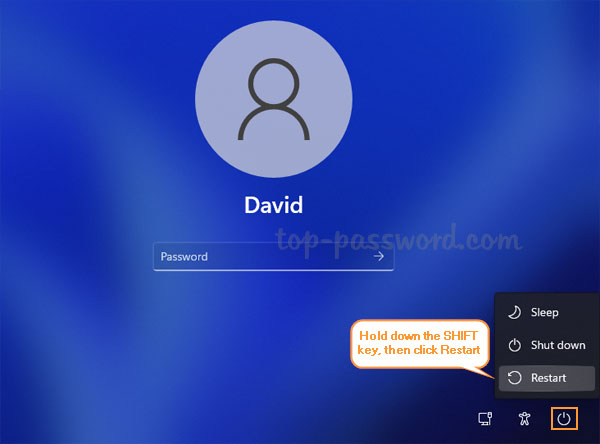 David
top-password.com
Password
Sleep
Hold down the SHIFT
key, then click Restart
Shut down
Restart